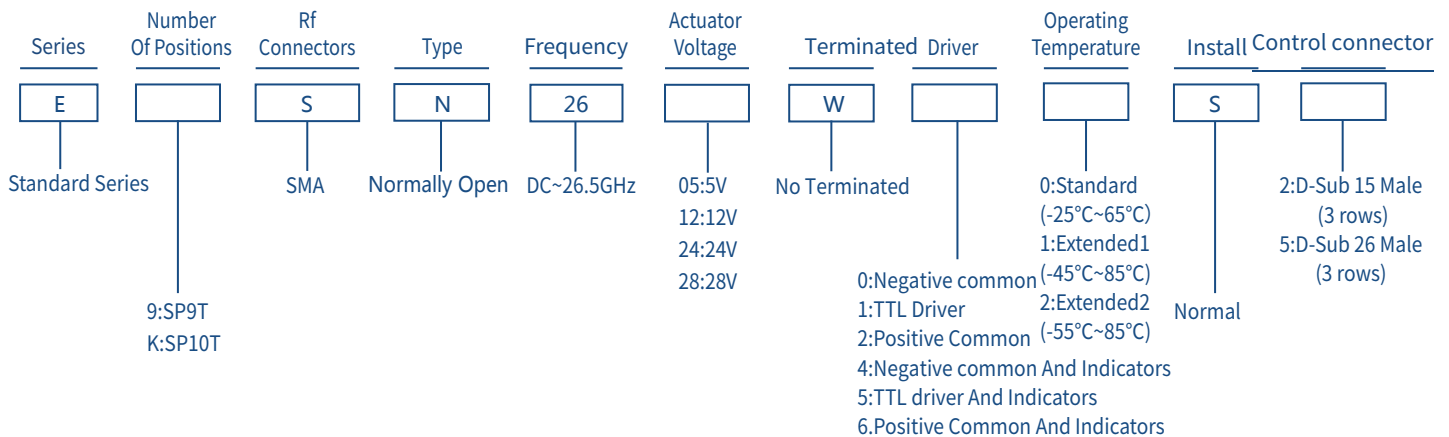 Series
Number
Of Positions
Rf
Connectors
Type
Frequency
Actuator
Voltage
Terminated
Driver
Operating
Temperature
Install
Control connector
E
S
N
26
W
S
Standard Series
9:SP9T
K:SP10T
SMA
Normally Open
DC~26.5GHz
05:5V
12:12V
24:24V
28:28V
No Terminated
0:Negative common
1:TTL Driver
2:Positive Common
4:Negative common And Indicators
5:TTL driver And Indicators
6.Positive Common And Indicators
0:Standard
(-25°C~65°C)
1:Extended1
(-45°C~85°C)
2:Extended2
(-55°C~85°C)
Normal
2:D-Sub 15 Male
(3 rows)
5:D-Sub 26 Male
(3 rows)